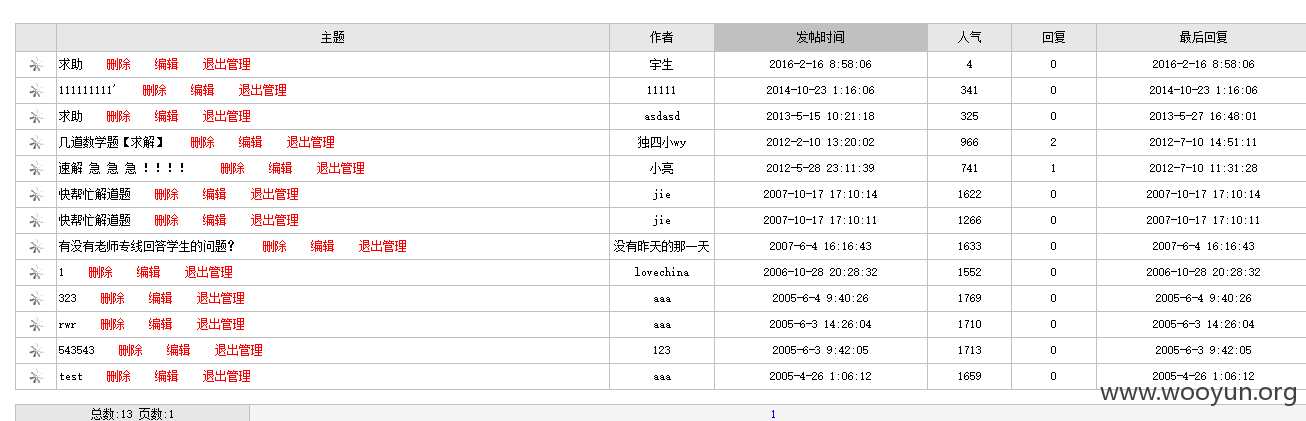 主题 作者 发帖时间 人气 回复 最后回复
求助 删除 编辑 退出管理 宇生 2016-2-16 8:58:06 4 0 2016-2-16 8:58:06
111111111' 删除 编辑 退出管理 11111 2014-10-23 1:16:06 341 0 2014-10-23 1:16:06
求助 删除 编辑 退出管理 asdasd 2013-5-15 10:21:18 325 0 2013-5-27 16:48:01
几道数学题【求解】 删除 编辑 退出管理 独四小wy 2012-2-10 13:20:02 966 2 2012-7-10 14:51:11
速解 急 急 急 ！！！！ 删除 编辑 退出管理 小亮 2012-5-28 23:11:39 741 1 2012-7-10 11:31:28
快帮忙解道题 删除 编辑 退出管理 jie 2007-10-17 17:10:14 1622 0 2007-10-17 17:10:14
快帮忙解道题 删除 编辑 退出管理 jie 2007-10-17 17:10:11 1266 0 2007-10-17 17:10:11
有没有老师专线回答学生的问题？ 删除 编辑 退出管理 没有昨天的那一天 2007-6-4 16:16:43 1633 0 2007-6-4 16:16:43
1 删除 编辑 退出管理 lovechina 2006-10-28 20:28:32 1552 0 2006-10-28 20:28:32
323 删除 编辑 退出管理 aaa 2005-6-4 9:40:26 1769 0 2005-6-4 9:40:26
rwr 删除 编辑 退出管理 aaa 2005-6-3 14:26:04 1710 0 2005-6-3 14:26:04
543543 删除 编辑 退出管理 123 2005-6-3 9:42:05 1713 0 2005-6-3 9:42:05
test 删除 编辑 退出管理 aaa 2005-4-26 1:06:12 1659 0 2005-4-26 1:06:12
www.wooyun.org
总数:13 页数:1 1